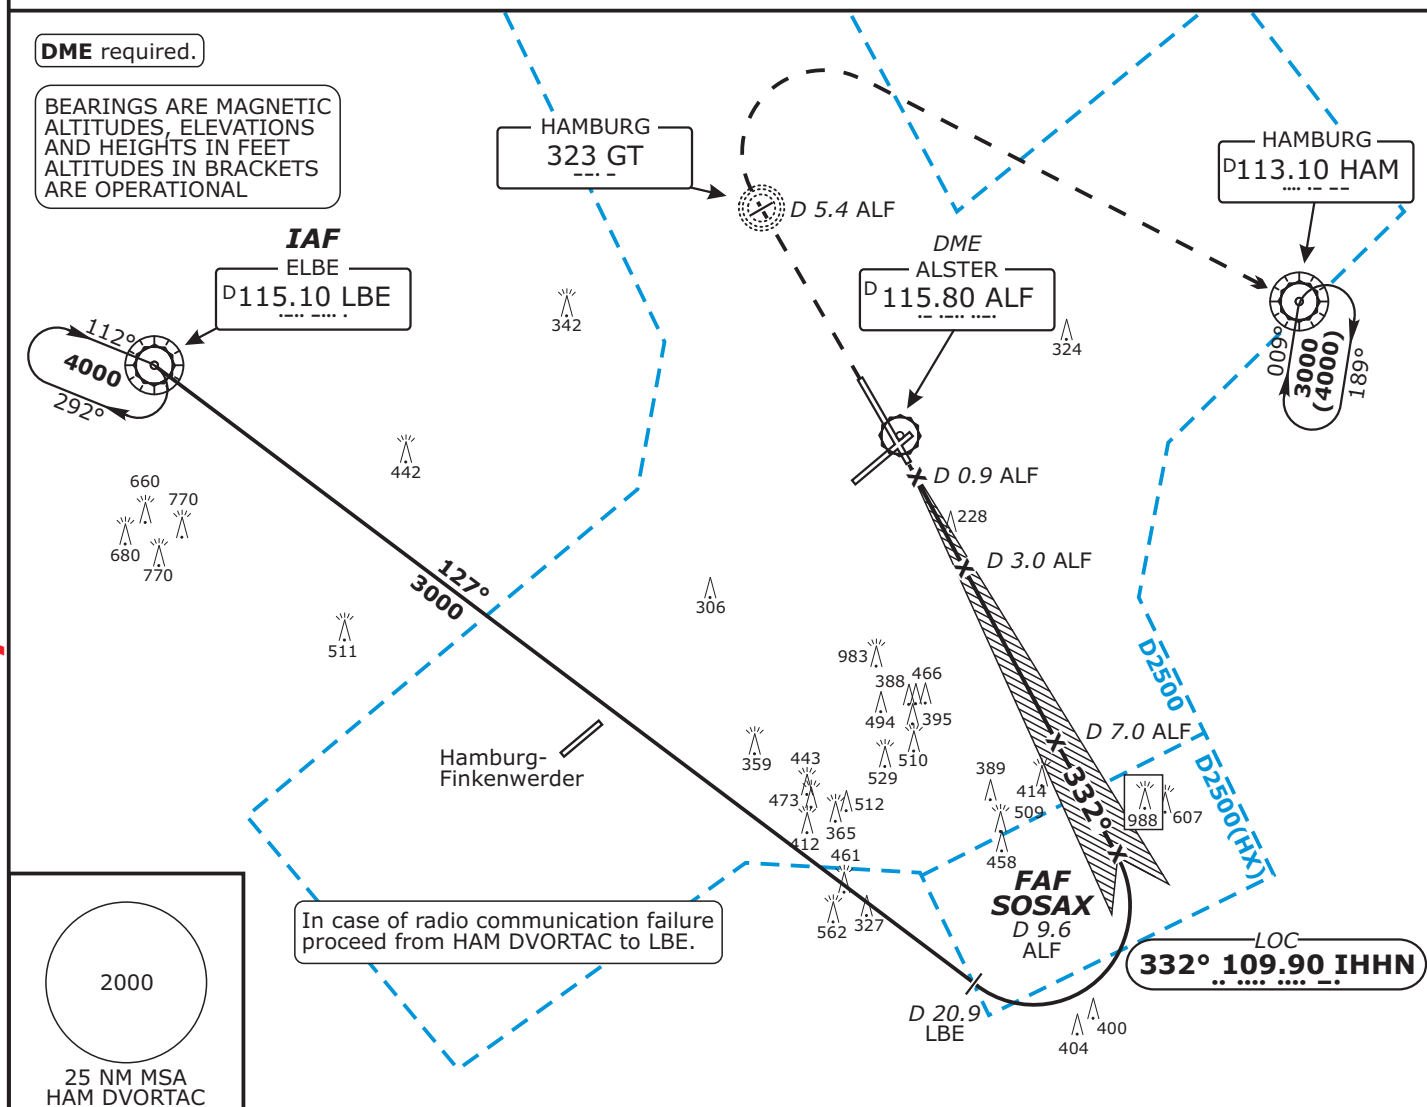 DME required.
BEARINGS ARE MAGNETIC
ALTITUDES, ELEVATIONS
AND HEIGHTS IN FEET
ALTITUDES IN BRACKETS
ARE OPERATIONAL
HAMBURG
323 GT
D 5.4 ALF
HAMBURG
D113.10 HAM
IAF
ELBE
D115.10 LBE
DME
ALSTER
D115.80 ALF
112°
4000
292°
342
324
009°
3000
(4000)
189°
442
660
770
680
770
D 0.9 ALF
228
D 3.0 ALF
127°
3000
306
511
983
388
466
494
395
510
529
D2500
D 7.0 ALF
D2500(HX)
Hamburg-
Finkenwerder
359
443
473
512
365
412
389
414
509
458
332°
988
607
461
562
327
FAF
SOSAX
D 9.6
ALF
In case of radio communication failure
proceed from HAM DVORTAC to LBE.
LOC
332° 109.90 IHHN
D 20.9
LBE
400
404
2000
25 NM MSA
HAM DVORTAC